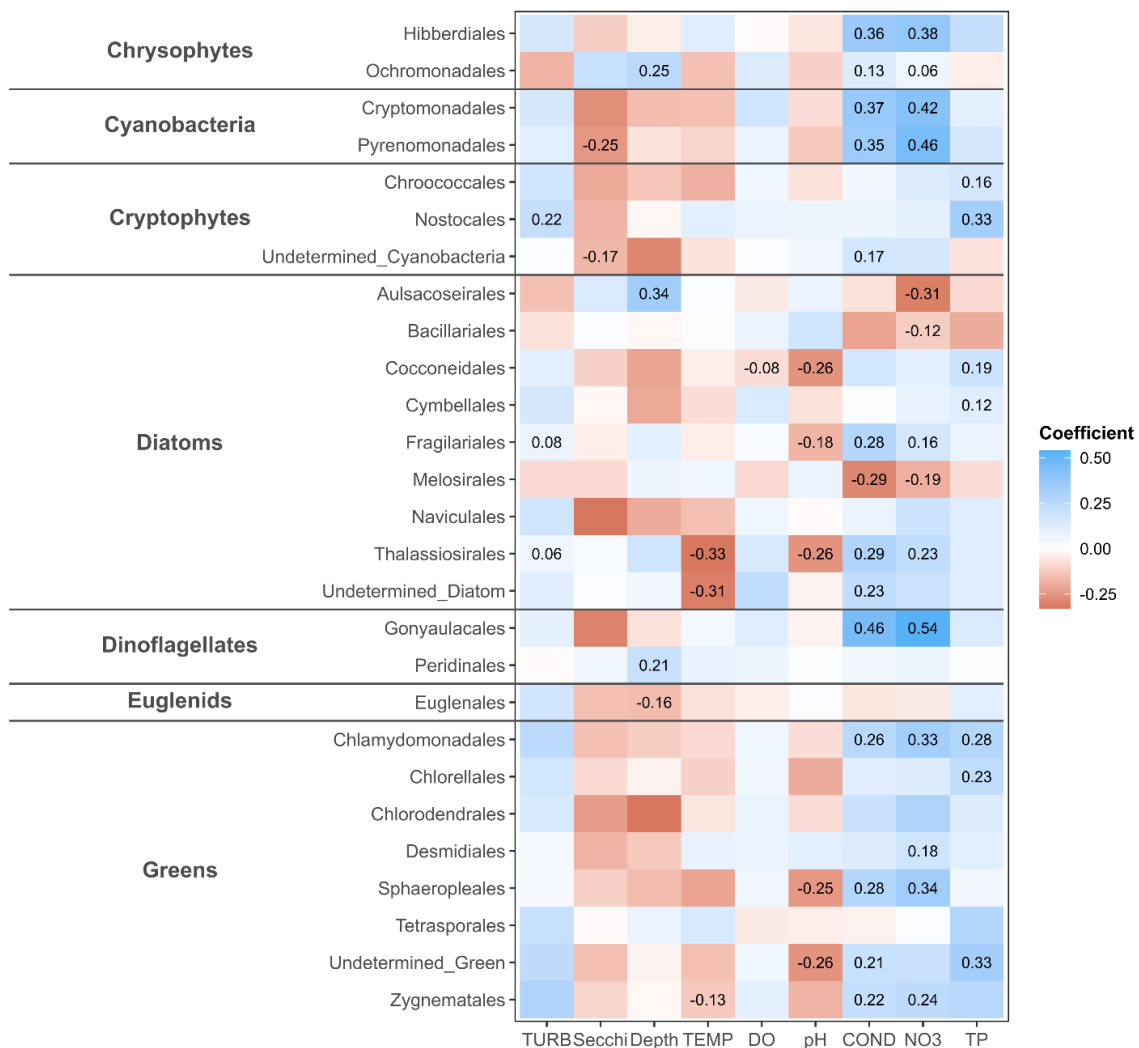 Chrysophytes
Hibberdiales 0.36 0.38
Ochromonadales 0.25 0.13 0.06
Cyanobacteria
Cryptomonadales 0.37 0.42
Pyrenomonadales -0.25 0.35 0.46
Cryptophytes
Chroococcales 0.16
Nostocales 0.22 0.33
Undetermined_Cyanobacteria -0.17 0.17
Diatoms
Aulsacoseirales 0.34 -0.31
Bacillariales -0.12
Cocconeidales -0.08 -0.26 0.19
Cymbellales 0.12
Fragilariales 0.08 -0.18 0.28 0.16
Melosirales -0.29 -0.19
Naviculales
Thalassiosirales 0.06 -0.33 -0.26 0.29 0.23
Undetermined_Diatom -0.31 0.23
Dinoflagellates
Gonyaulacales 0.46 0.54
Peridinales 0.21
Euglenids
Euglenales -0.16
Greens
Chlamydomonadales 0.26 0.33 0.28
Chlorellales 0.23
Chlorodendrales
Desmidiales 0.18
Sphaeropleales -0.25 0.28 0.34
Tetrasporales
Undetermined_Green -0.26 0.21 0.33
Zygnematales -0.13 0.22 0.24
TURB Secchi Depth TEMP DO pH COND NO3 TP
Coefficient
0.50
0.25
0.00
-0.25